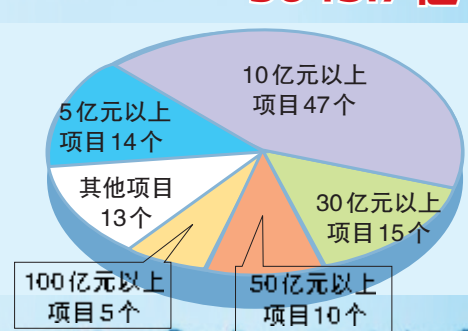 10亿元以上
项目47个
5亿元以上
项目14个
其他项目
13个
30亿元以上
项目15个
100亿元以上
项目5个
50亿元以上
项目10个